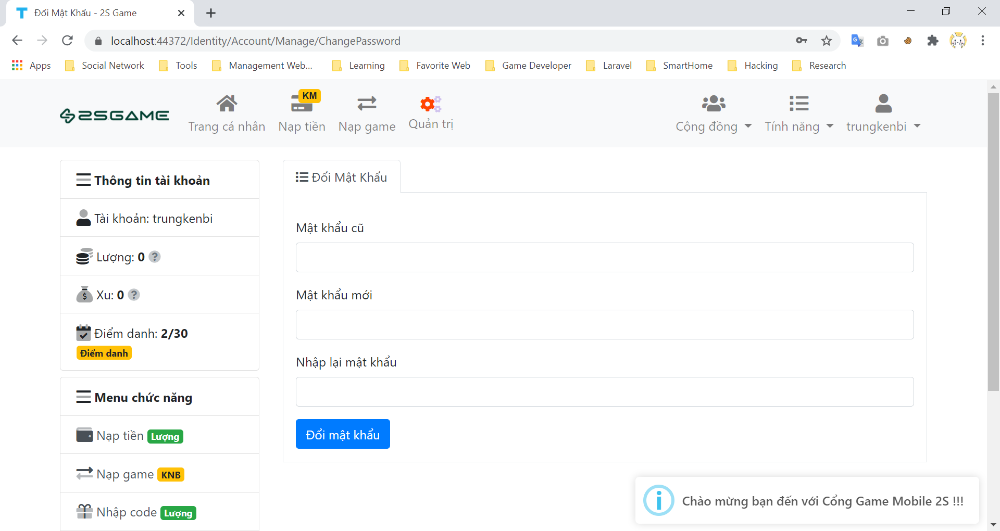 Đổi Mật Khẩu - 2S Game
localhost:44372/Identity/Account/Manage/ChangePassword
Apps
Social Network
Tools
Management Web...
Learning
Favorite Web
Game Developer
Laravel
SmartHome
Hacking
Research
2SGAME
Trang cá nhân
KM
Nạp tiền
Nạp game
Quản trị
Cộng đồng
Tính năng
trungkenbi
Thông tin tài khoản
Tài khoản: trungkenbi
Lượng: 0 ?
$ Xu: 0 ?
Điểm danh: 2/30
Điểm danh
Menu chức năng
Nạp tiền Lượng
Nạp game KNB
Nhập code Lượng
Đổi Mật Khẩu
Mật khẩu cũ
Mật khẩu mới
Nhập lại mật khẩu
Đổi mật khẩu
Chào mừng bạn đến với Cổng Game Mobile 2S !!!